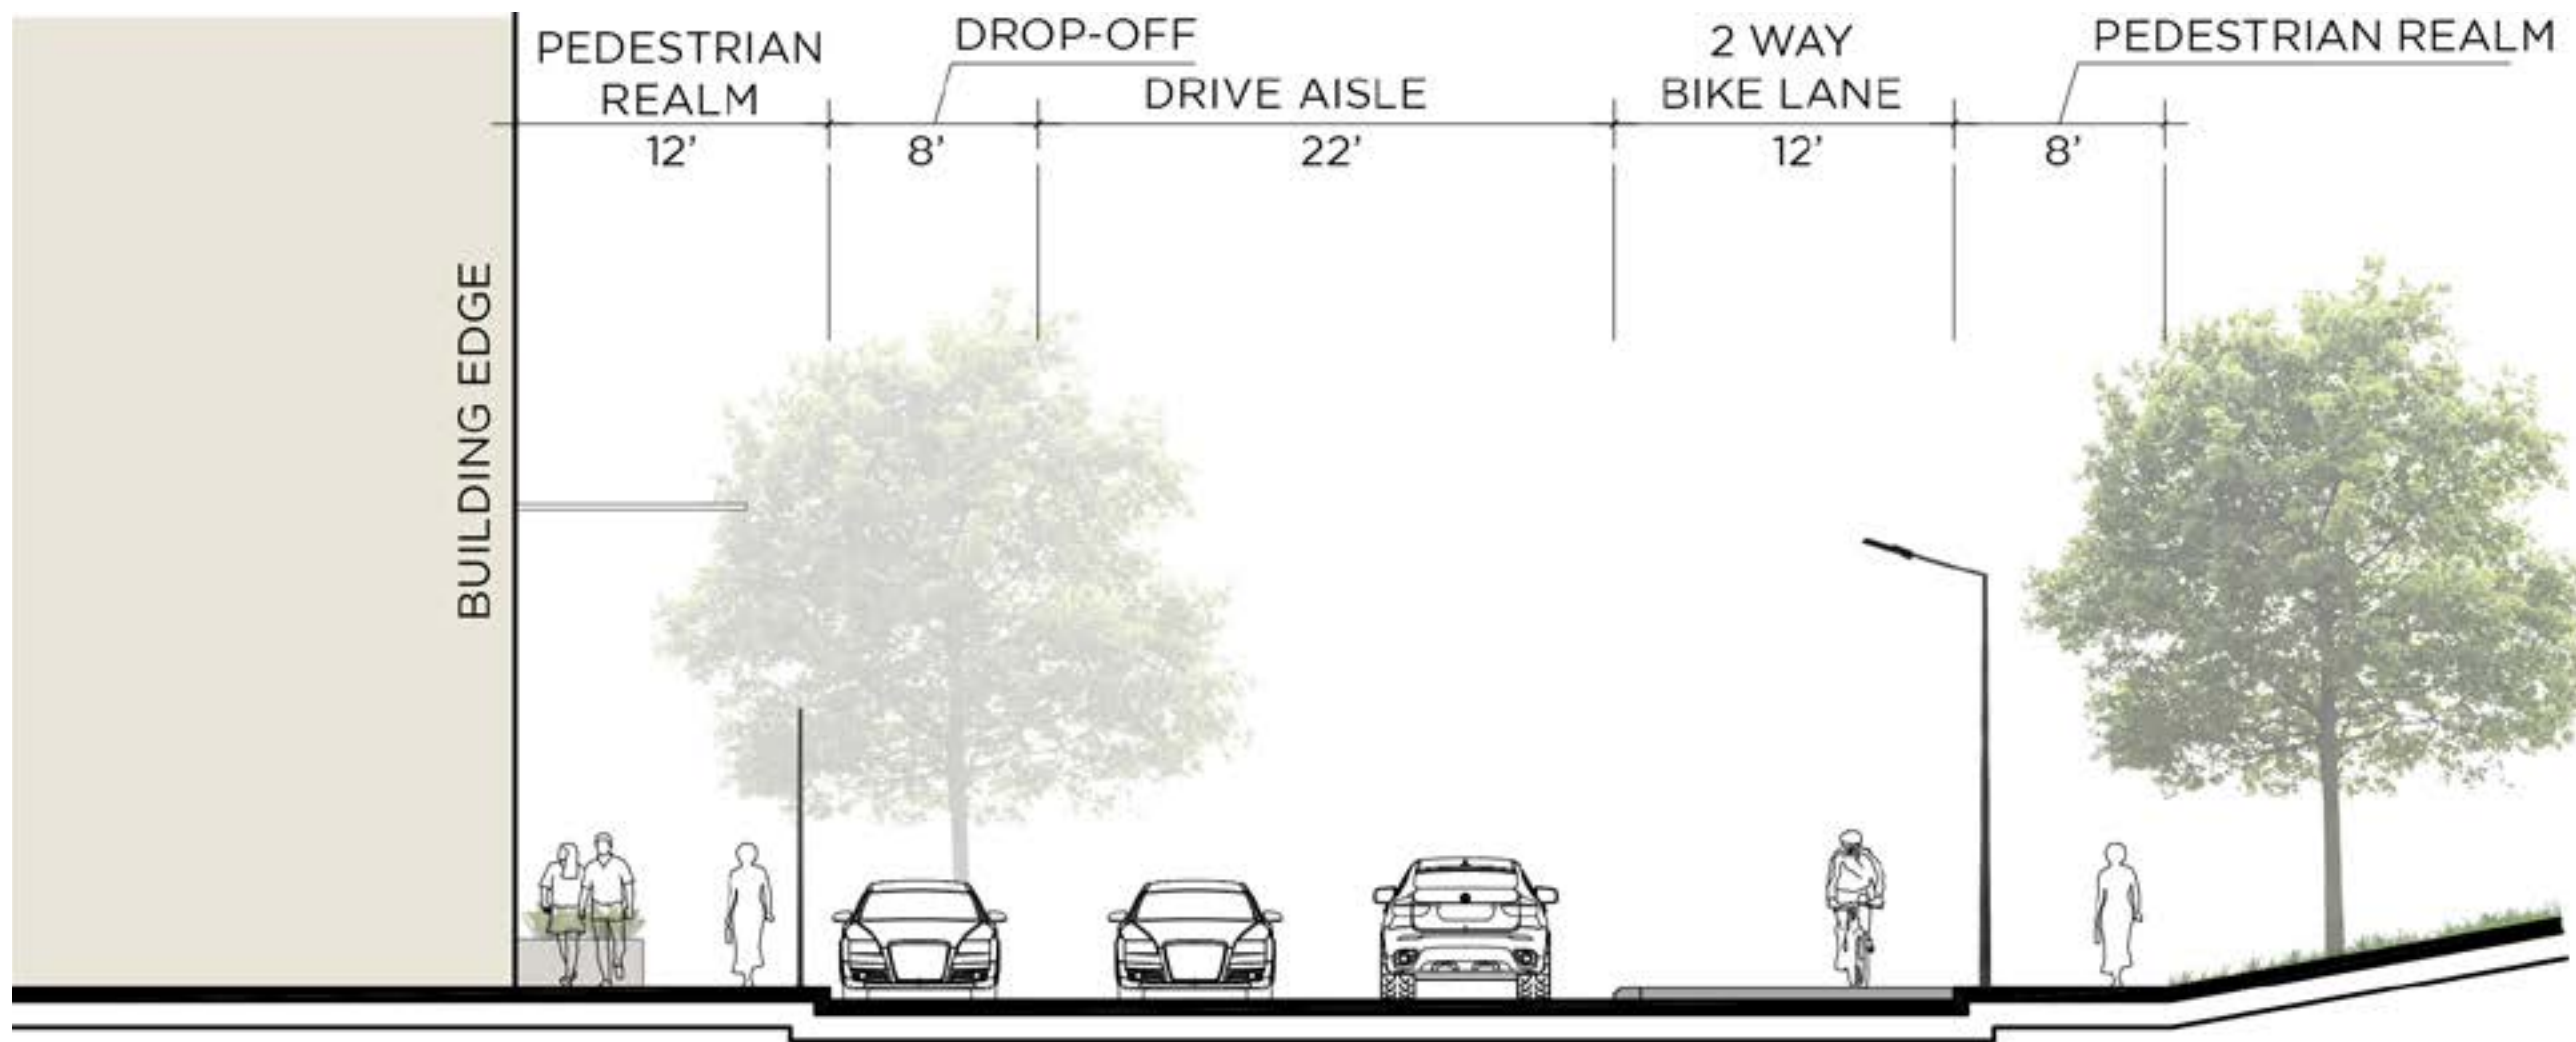 PEDESTRIAN
REALM
12’
DROP-OFF
8’
DRIVE AISLE
22’
2 WAY
BIKE LANE
12’
PEDESTRIAN REALM
8’
BUILDING EDGE